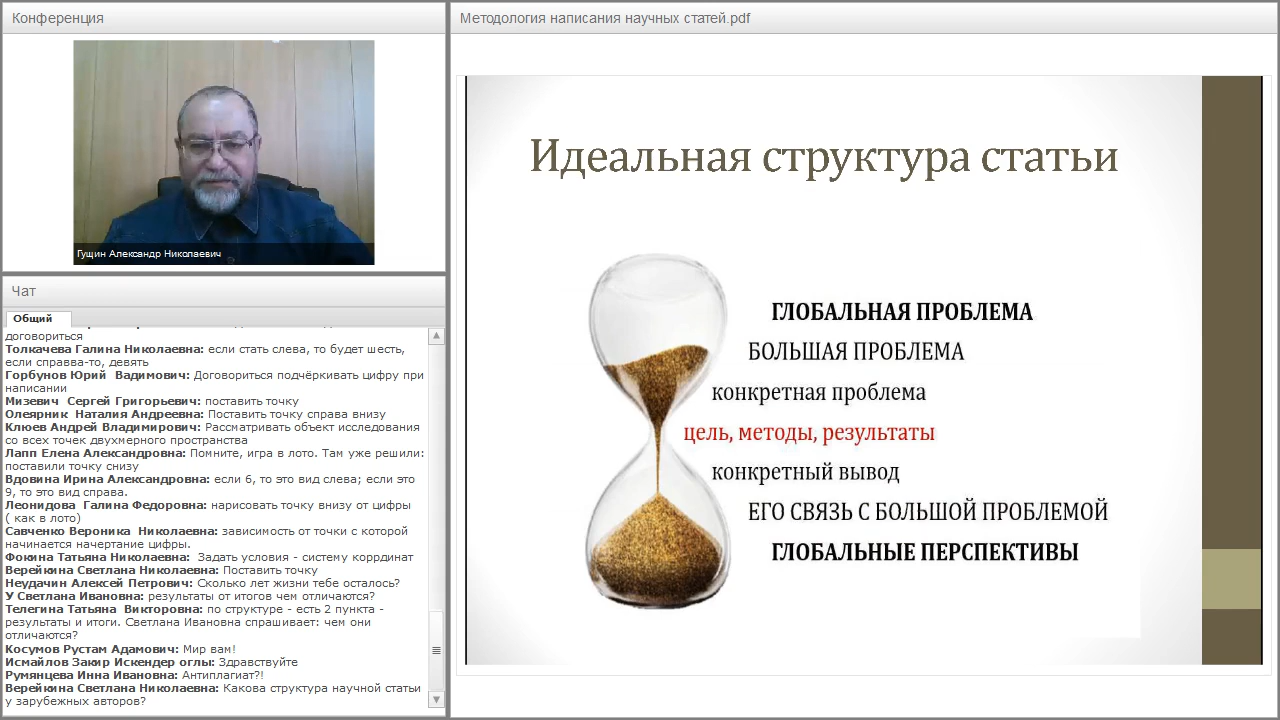 Конференция
Гущин Александр Николаевич
Чат
Общий
договориться
Толкачева Галина Николаевна: если стать слева, то будет шесть,
если справва-то, девять
Горбунов Юрий  Вадимович: Договориться подчёркивать цифру при
написании
Мизевич  Сергей Григорьевич: поставить точку
Олеярник  Наталия Андреевна: Поставить точку справа внизу
Клюев Андрей Владимирович: Рассматривать объект исследования
со всех точек двухмерного пространства
Лапп Елена Александровна: Помните, игра в лото. Там уже решили:
поставили точку снизу
Вдовина Ирина Александровна: если 6, то это вид слева; если это
9, то это вид справа.
Леонидова  Галина Федоровна: нарисовать точку внизу от цифры
( как в лото)
Савченко Вероника  Николаевна: зависимость от точки с которой
начинается начертание цифры.
Фокина Татьяна Николаевна:  Задать условия - систему коррдинат
Верейкина Светлана Николаевна: Поставить точку
Неудачин Алексей Петрович: Сколько лет жизни тебе осталось?
У Светлана Ивановна: результаты от итогов чем отличаются?
Телегина Татьяна  Викторовна: по структуре - есть 2 пункта -
результаты и итоги. Светлана Ивановна спрашивает: чем они
отличаются?
Косумов Рустам Адамович: Мир вам!
Исмайлов Закир Искендер оглы: Здравствуйте
Румянцева Инна Ивановна: Антиплагиат?!
Верейкина Светлана Николаевна: Какова структура научной статьи
у зарубежных авторов?
Методология написания научных статей.pdf
Идеальная структура статьи
ГЛОБАЛЬНАЯ ПРОБЛЕМА
БОЛЬШАЯ ПРОБЛЕМА
конкретная проблема
цель, методы, результаты
конкретный вывод
ЕГО СВЯЗЬ С БОЛЬШОЙ ПРОБЛЕМОЙ
ГЛОБАЛЬНЫЕ ПЕРСПЕКТИВЫ